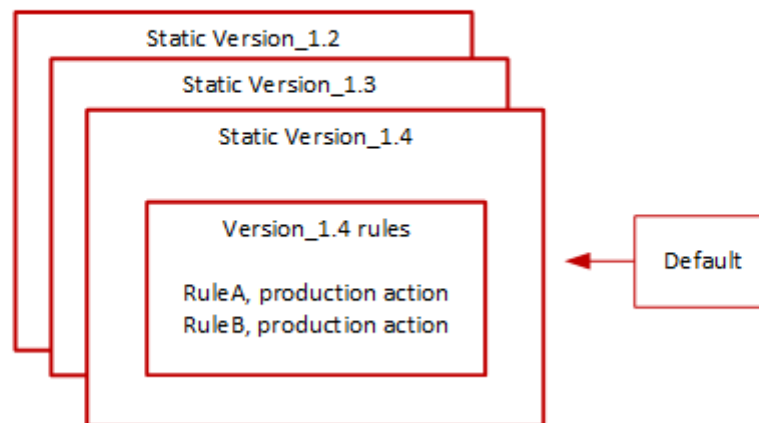 Static Version_1.2
Static Version_1.3
Static Version_1.4
Version_1.4 rules
RuleA, production action
RuleB, production action
Default